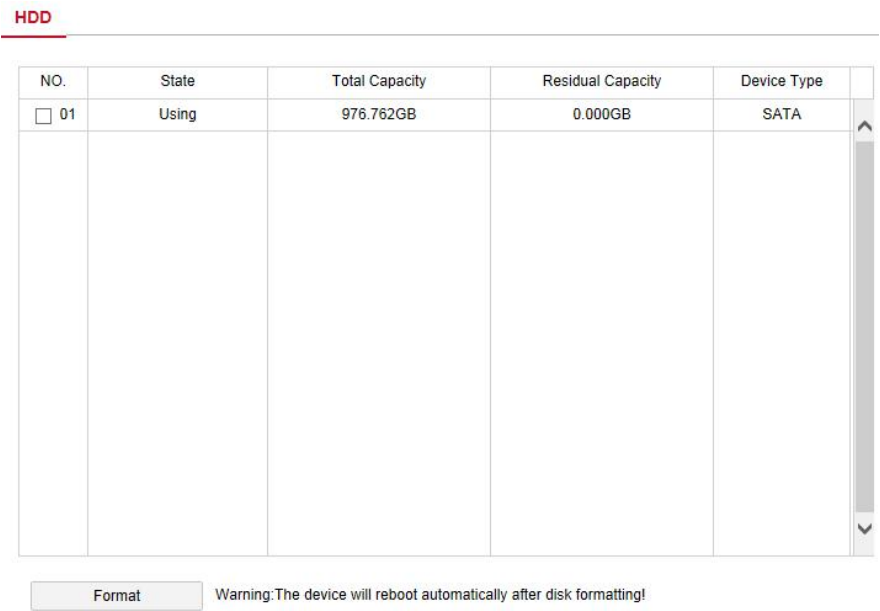 HDD
NO. State Total Capacity Residual Capacity Device Type
01 Using 976.762GB 0.000GB SATA
Format Warning:The device will reboot automatically after disk formatting!